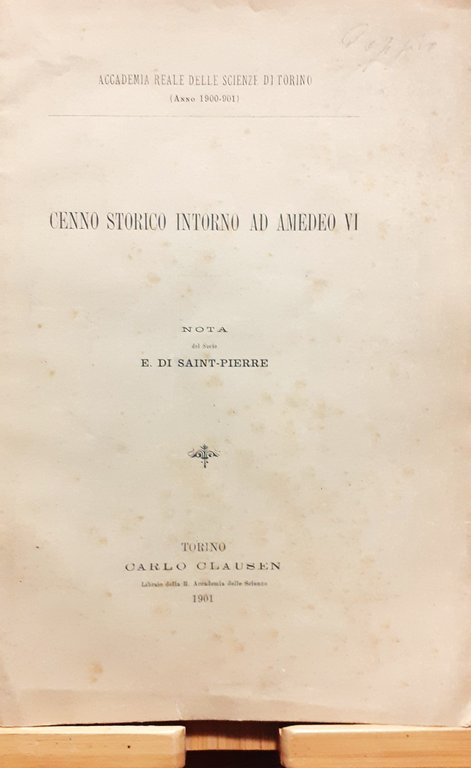 ACCADEMIA REALE DELLE SCIENZE DI TORINO
(ANNO 1900-901)
CENNO STORICO INTORNO AD AMEDEO VI
NOTA
del Socio
E. DI SAINT-PIERRE
TORINO
CARLO CLAUSEN
Libraio della R. Accademia delle Scienze
1901